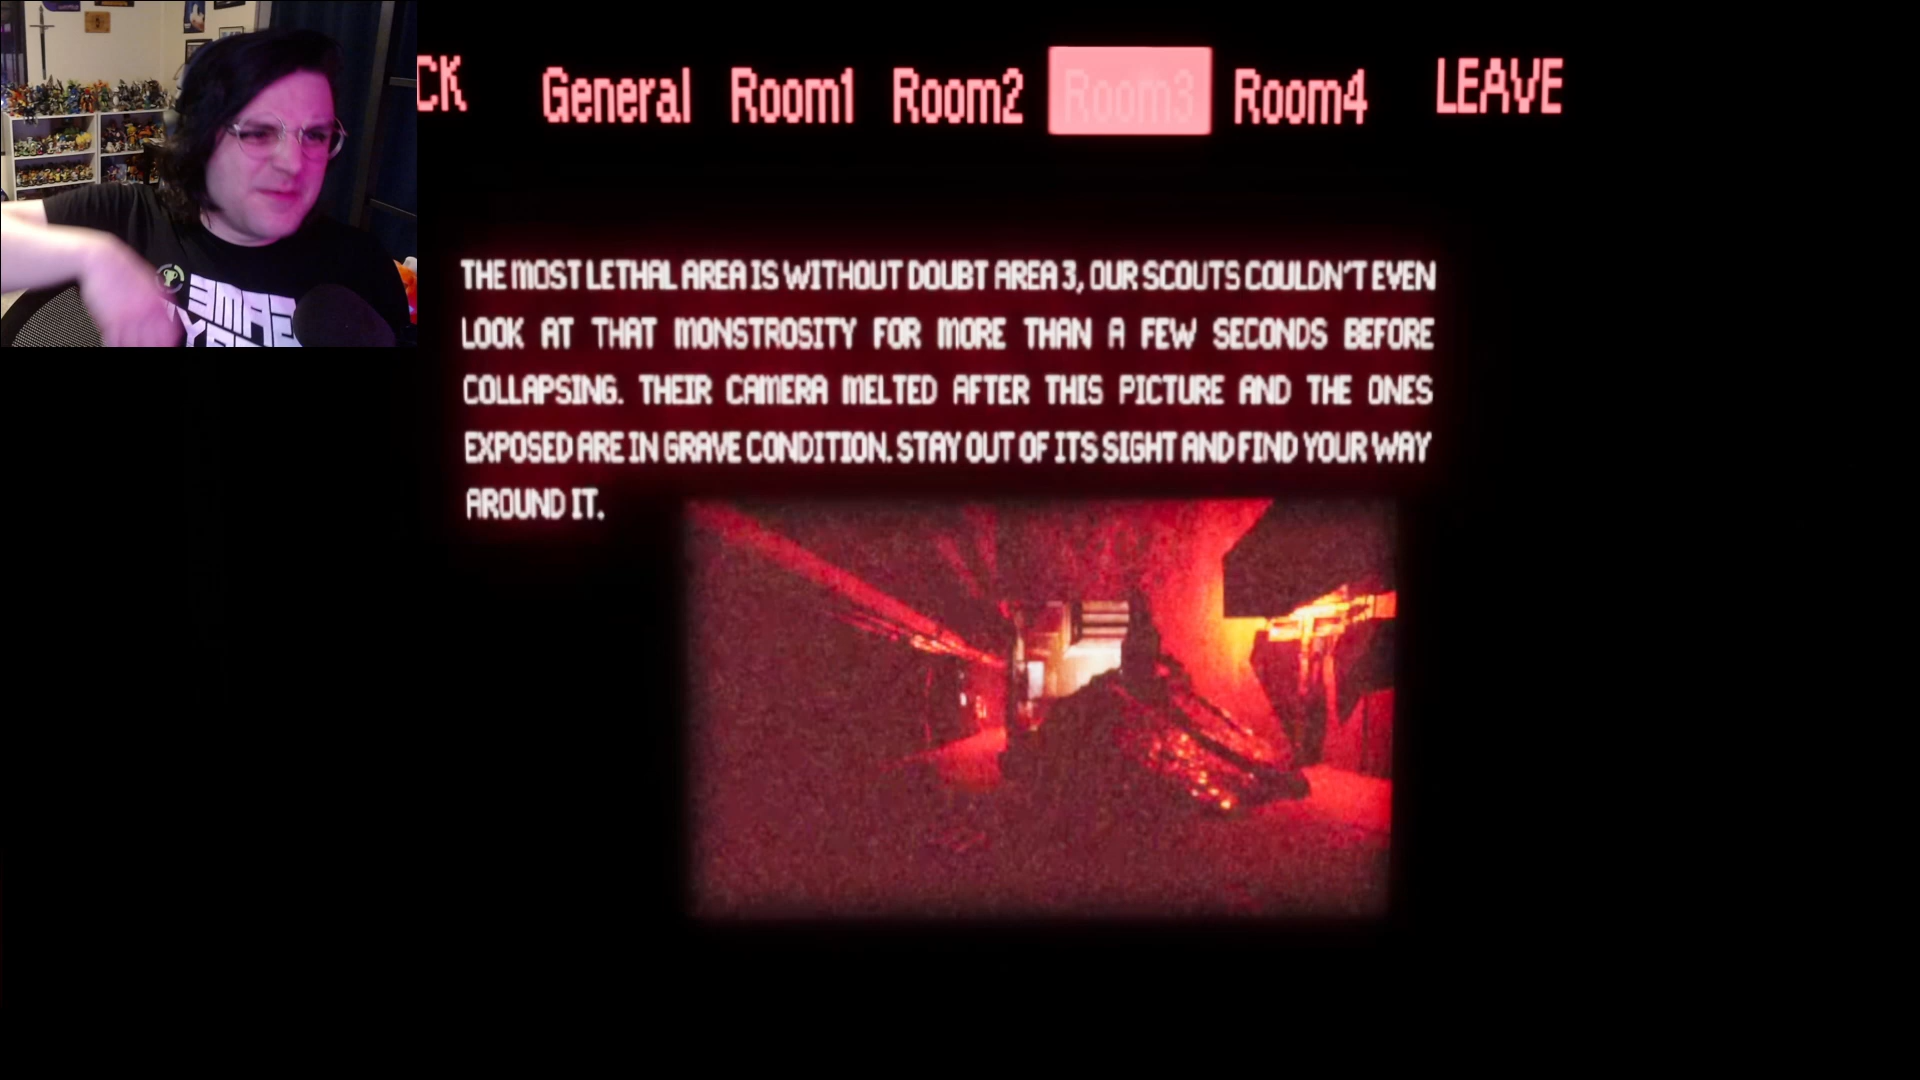 CK
General Room1 Room2 Room3 Room4 LEAVE
THE MOST LETHAL AREA IS WITHOUT DOUBT AREA 3, OUR SCOUTS COULDN'T EVEN
LOOK AT THAT MONSTROSITY FOR MORE THAN A FEW SECONDS BEFORE
COLLAPSING. THEIR CAMERA MELTED AFTER THIS PICTURE AND THE ONES
EXPOSED ARE IN GRAVE CONDITION. STAY OUT OF ITS SIGHT AND FIND YOUR WAY
AROUND IT.